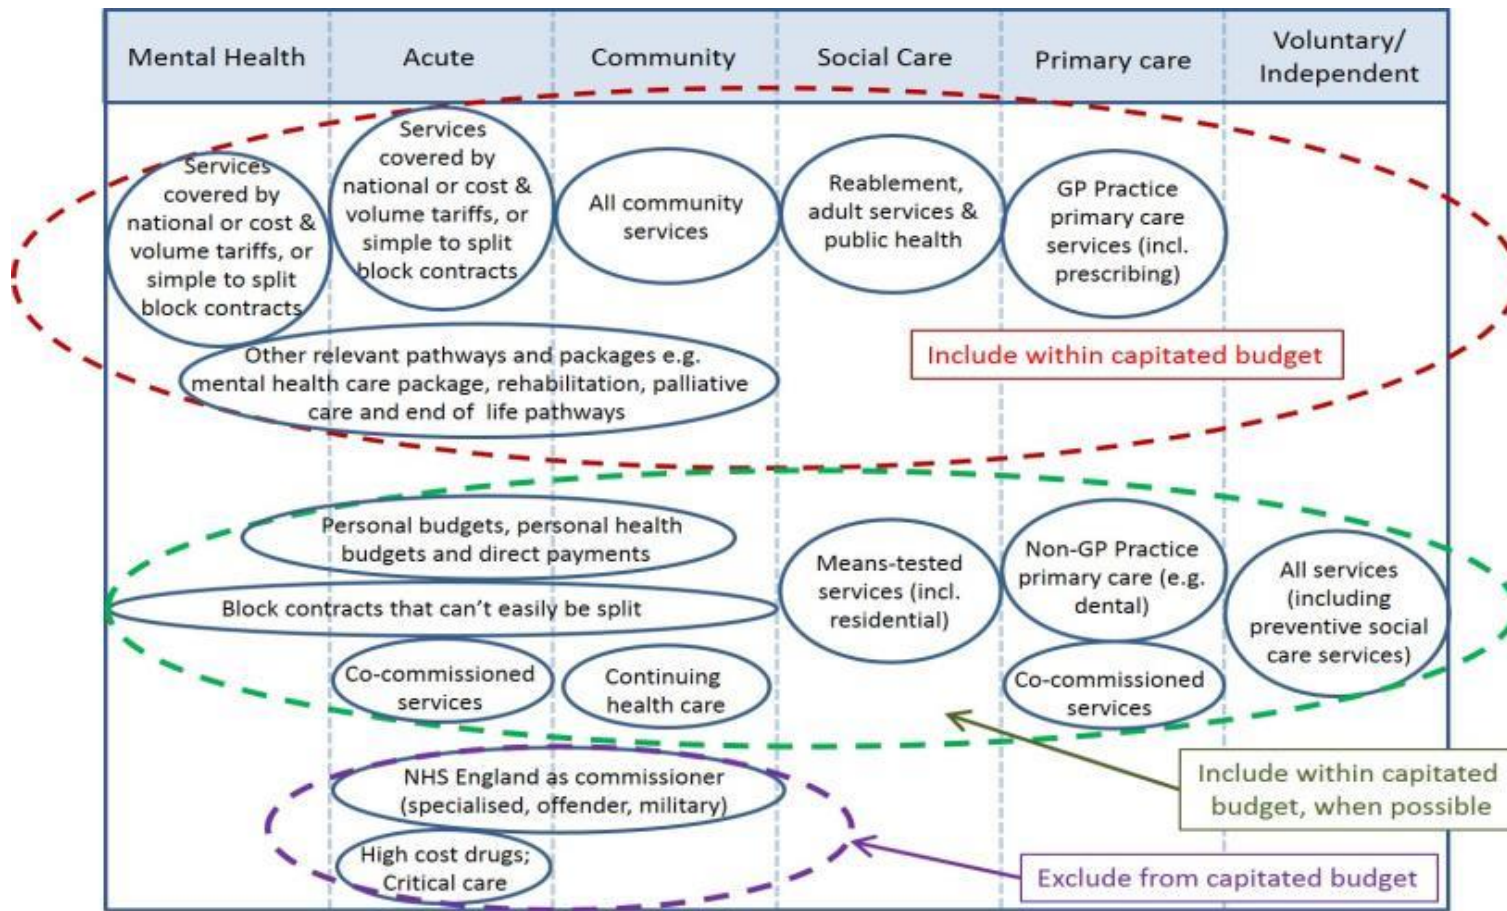 Mental Health
Acute
Community
Social Care
Primary care
Voluntary/
Independent
Services
covered by
national or cost &
volume tariffs, or
simple to split
block contracts
Services
covered by
national or cost &
volume tariffs, or
simple to split
block contracts
All community
services
Reablement,
adult services &
public health
GP Practice
primary care
services (incl.
prescribing)
Other relevant pathways and packages e.g.
mental health care package, rehabilitation, palliative
care and end of life pathways
Include within capitated budget
Personal budgets, personal health
budgets and direct payments
Block contracts that can't easily be split
Co-commissioned
services
Continuing
health care
Means-tested
services (incl.
residential)
Non-GP Practice
primary care (e.g.
dental)
Co-commissioned
services
All services
(including
preventive social
care services)
Include within capitated
budget, when possible
NHS England as commissioner
(specialised, offender, military)
High cost drugs;
Critical care
Exclude from capitated budget